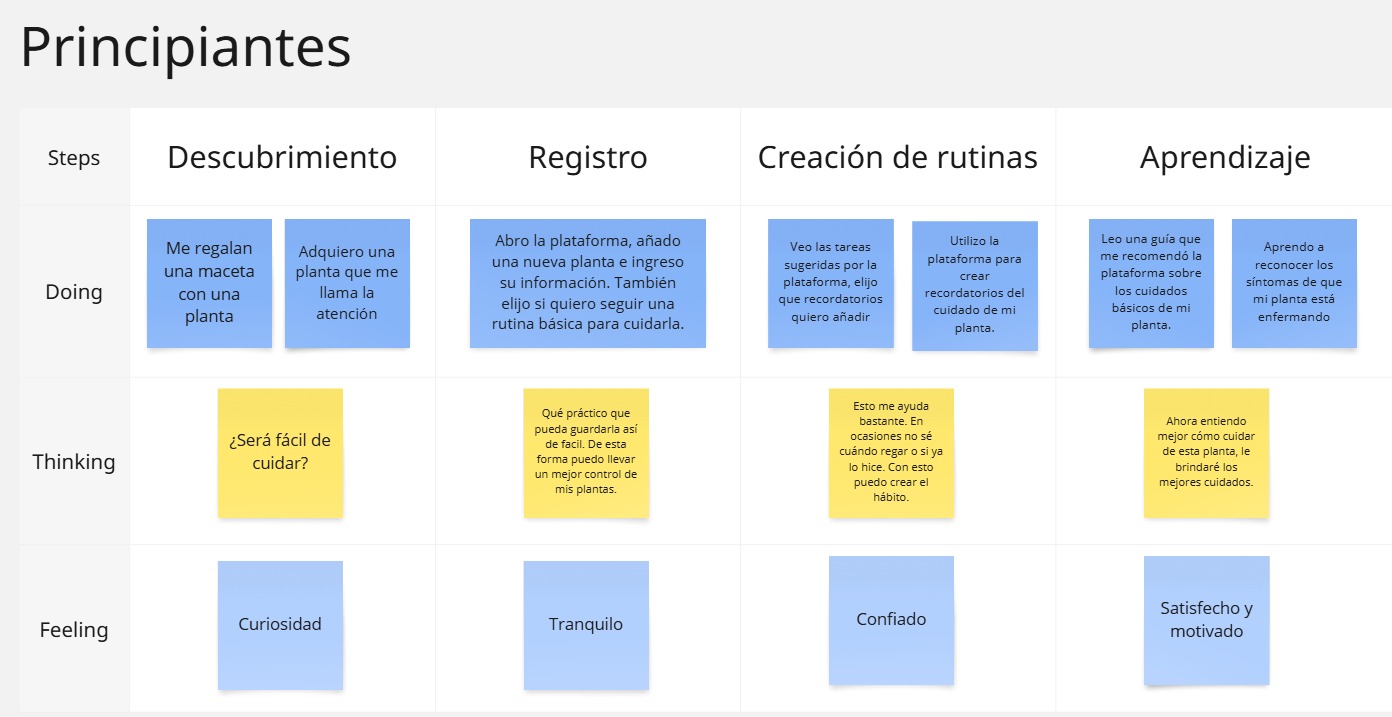 Principiantes
Steps
Descubrimiento
Registro
Creación de rutinas
Aprendizaje
Doing
Me regalan
una maceta
con una
planta
Adquiero una
planta que me
llama la
atención
Abro la plataforma, añado
una nueva planta e ingreso
su información. También
elijo si quiero seguir una
rutina básica para cuidarla.
Veo las tareas
sugeridas por la
plataforma, elijo
que recordatorios
quiero añadir
Utilizo la
plataforma para
crear
recordatorios del
cuidado de mi
planta.
Leo una guía que
me recomendó la
plataforma sobre
los cuidados
básicos de mi
planta.
Aprendo a
reconocer los
síntomas de que
mi planta está
enfermando
Thinking
¿Será fácil de
cuidar?
Qué práctico que
pueda guardarla así
de facil. De esta
forma puedo llevar
un mejor control de
mis plantas.
Esto me ayuda
bastante. En
ocasiones no sé
cuándo regar o si ya
lo hice. Con esto
puedo crear el
hábito.
Ahora entiendo
mejor cómo cuidar
de esta planta, le
brindaré los
mejores cuidados.
Feeling
Curiosidad
Tranquilo
Confiado
Satisfecho y
motivado